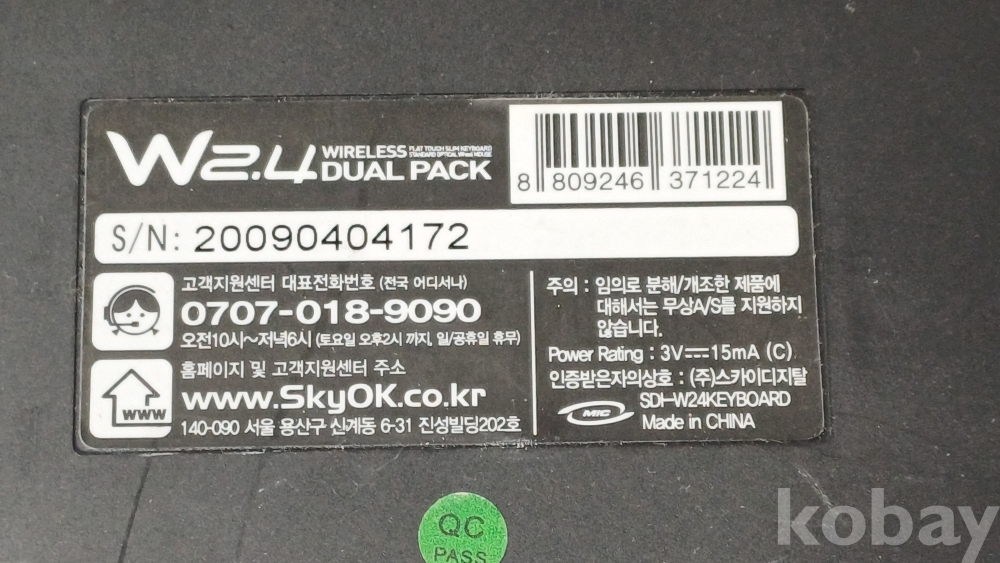 W2.4 WIRELESS FLAT TOUCH SLIM KEYBOARD
STANDARD OPTICAL Wheel MOUSE
DUAL PACK
8 809246 371224
S/N: 20090404172
고객지원센터 대표전화번호 (전국 어디서나)
0707-018-9090
오전10시~저녁6시 (토요일 오후2시 까지, 일/공휴일 휴무)
홈페이지 및 고객지원센터 주소
www.SkyOK.co.kr
140-090 서울 용산구 신계동 6-31 진성빌딩202호
WWW
주의 : 임의로 분해/개조한 제품에
대해서는 무상A/S를 지원하지
않습니다.
Power Rating : 3V⎓15mA (C)
인증받은자의상호 : (주)스카이디지탈
SDI-W24KEYBOARD
MIC
Made in CHINA
QC
PASS
kobay